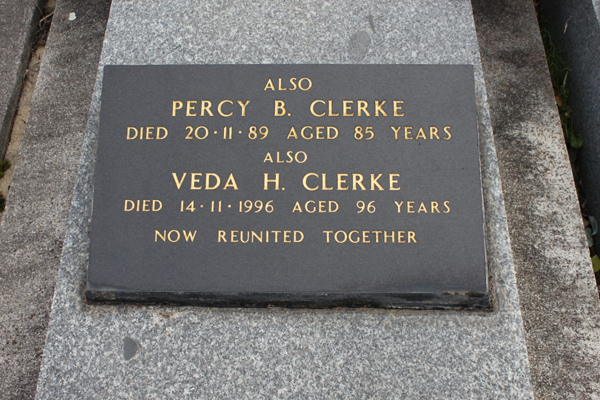 ALSO
PERCY B. CLERKE
DIED 20·11·89 AGED 85 YEARS
ALSO
VEDA H. CLERKE
DIED 14·11·1996 AGED 96 YEARS
NOW REUNITED TOGETHER